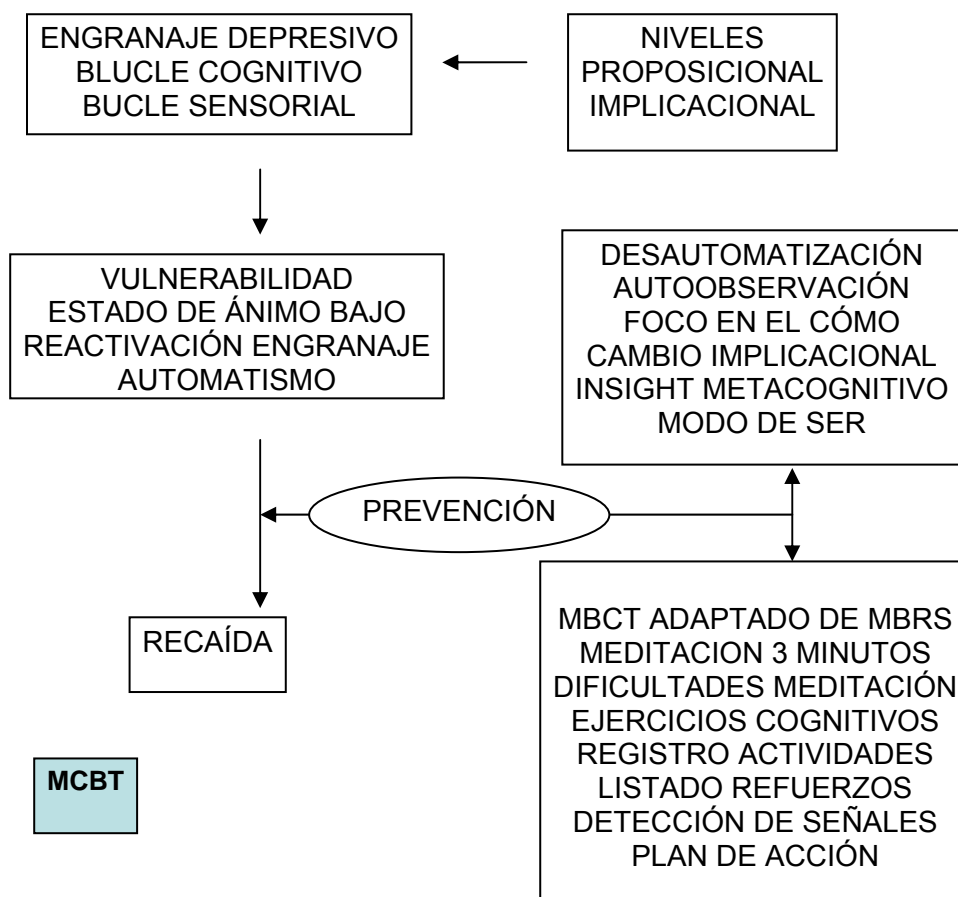 ENGRANAJE DEPRESIVO
BLUCLE COGNITIVO
BUCLE SENSORIAL
NIVELES
PROPOSICIONAL
IMPLICACIONAL
VULNERABILIDAD
ESTADO DE ÁNIMO BAJO
REACTIVACIÓN ENGRANAJE
AUTOMATISMO
DESAUTOMATIZACIÓN
AUTOOBSERVACIÓN
FOCO EN EL CÓMO
CAMBIO IMPLICACIONAL
INSIGHT METACOGNITIVO
MODO DE SER
PREVENCIÓN
RECAÍDA
MBCT ADAPTADO DE MBRS
MEDITACION 3 MINUTOS
DIFICULTADES MEDITACIÓN
EJERCICIOS COGNITIVOS
REGISTRO ACTIVIDADES
LISTADO REFUERZOS
DETECCIÓN DE SEÑALES
PLAN DE ACCIÓN
MCBT